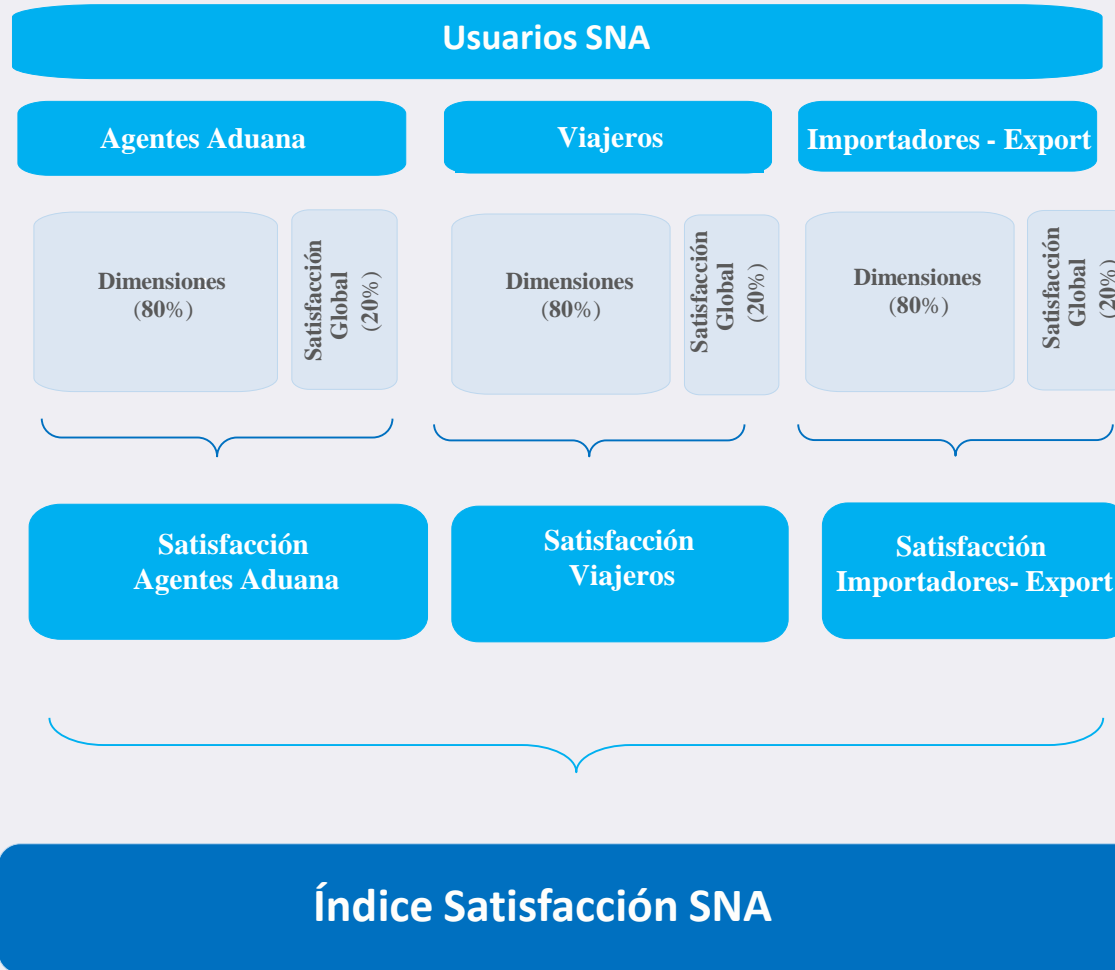 Usuarios SNA
Agentes Aduana
Viajeros
Importadores - Export
Dimensiones
(80%)
Satisfacción
Global
(20%)
Dimensiones
(80%)
Satisfacción
Global
(20%)
Dimensiones
(80%)
Satisfacción
Global
(20%)
Satisfacción
Agentes Aduana
Satisfacción
Viajeros
Satisfacción
Importadores- Export
Índice Satisfacción SNA